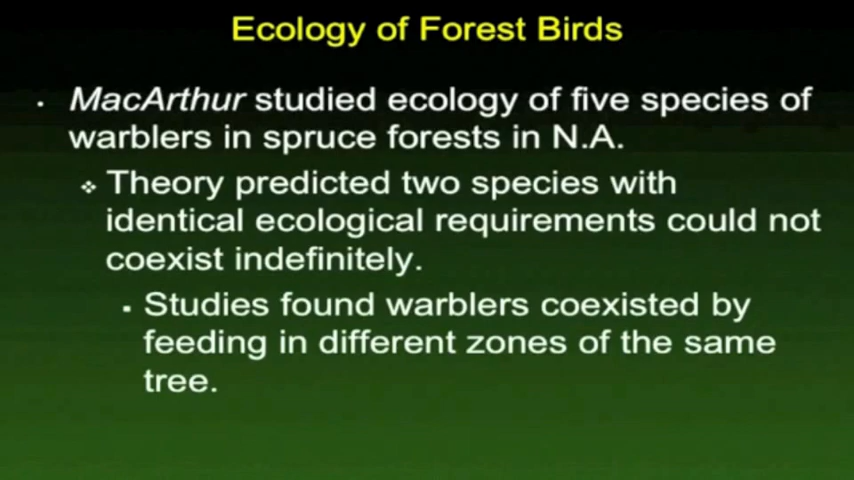 Ecology of Forest Birds
• MacArthur studied ecology of five species of
warblers in spruce forests in N.A.
❖ Theory predicted two species with
identical ecological requirements could not
coexist indefinitely.
▪ Studies found warblers coexisted by
feeding in different zones of the same
tree.